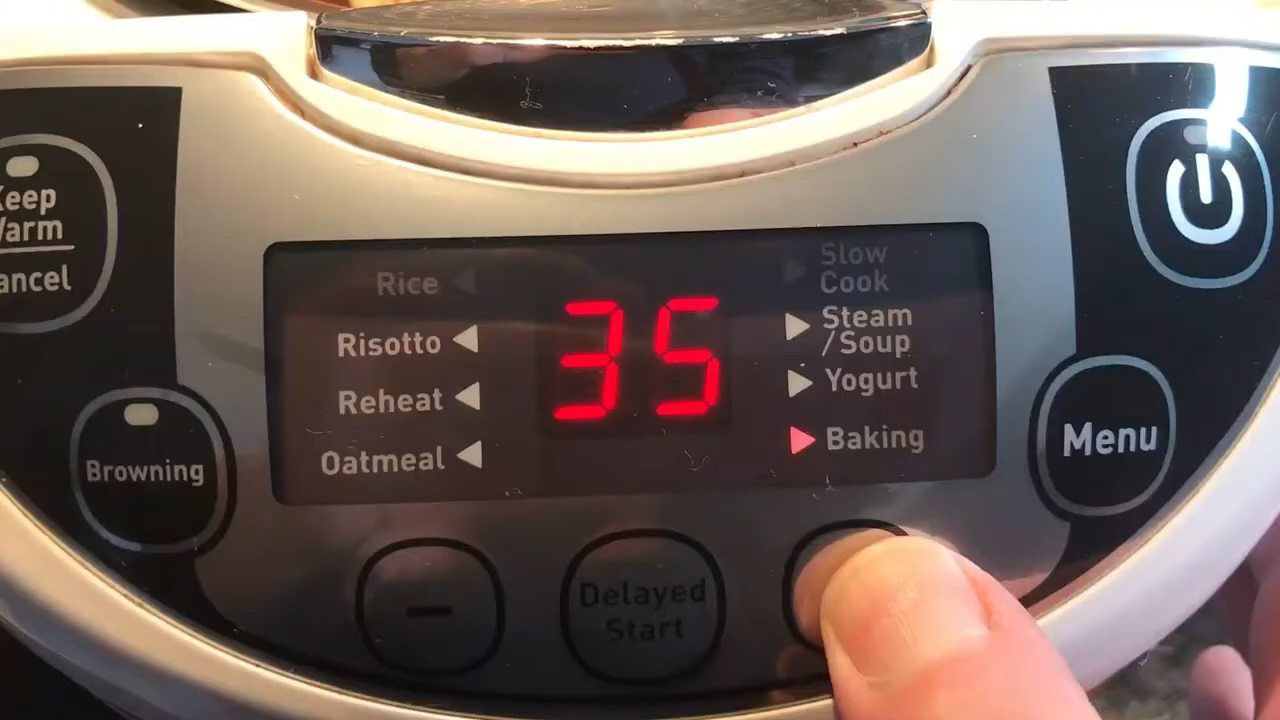 Keep
Warm
Cancel
Rice
Risotto
Reheat
Oatmeal
35
Slow
Cook
Steam
/Soup
Yogurt
Baking
Browning
Menu
-
Delayed
Start